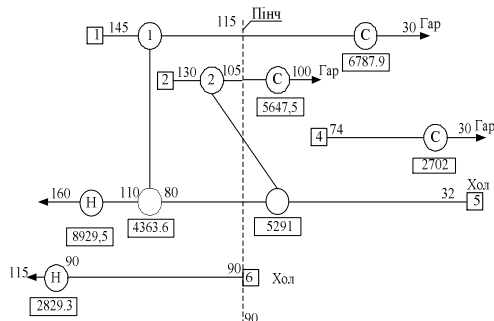 Пінч
1 145 1 115 C 30 Гар
6787.9
2 130 2 105 C 100 Гар
5647,5
4 74 C 30 Гар
2702
160 H 110 80 32 Хол
5
8929,5 4363.6 5291
115 H 90 90 6 Хол
2829.3
90